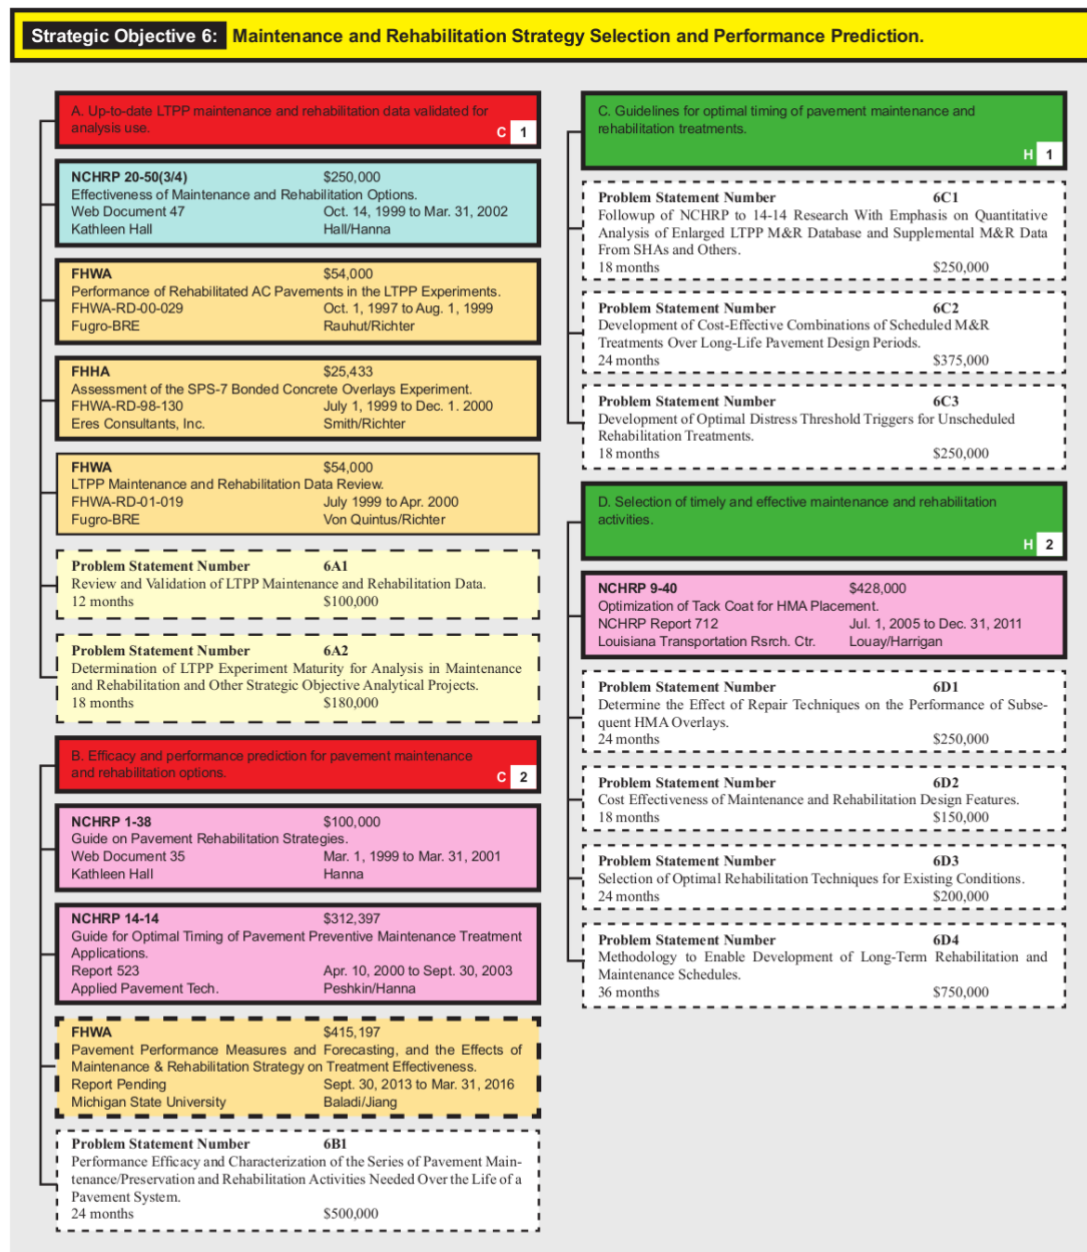 Strategic Objective 6: Maintenance and Rehabilitation Strategy Selection and Performance Prediction.
A. Up-to-date LTPP maintenance and rehabilitation data validated for
analysis use.
C 1
NCHRP 20-50(3/4) $250,000
Effectiveness of Maintenance and Rehabilitation Options.
Web Document 47 Oct. 14, 1999 to Mar. 31, 2002
Kathleen Hall Hall/Hanna
FHWA $54,000
Performance of Rehabilitated AC Pavements in the LTPP Experiments.
FHWA-RD-00-029 Oct. 1, 1997 to Aug. 1, 1999
Fugro-BRE Rauhut/Richter
FHHA $25,433
Assessment of the SPS-7 Bonded Concrete Overlays Experiment.
FHWA-RD-98-130 July 1, 1999 to Dec. 1. 2000
Eres Consultants, Inc. Smith/Richter
FHWA $54,000
LTPP Maintenance and Rehabilitation Data Review.
FHWA-RD-01-019 July 1999 to Apr. 2000
Fugro-BRE Von Quintus/Richter
Problem Statement Number 6A1
Review and Validation of LTPP Maintenance and Rehabilitation Data.
12 months $100,000
Problem Statement Number 6A2
Determination of LTPP Experiment Maturity for Analysis in Maintenance
and Rehabilitation and Other Strategic Objective Analytical Projects.
18 months $180,000
B. Efficacy and performance prediction for pavement maintenance
and rehabilitation options.
C 2
NCHRP 1-38 $100,000
Guide on Pavement Rehabilitation Strategies.
Web Document 35 Mar. 1, 1999 to Mar. 31, 2001
Kathleen Hall Hanna
NCHRP 14-14 $312,397
Guide for Optimal Timing of Pavement Preventive Maintenance Treatment
Applications.
Report 523 Apr. 10, 2000 to Sept. 30, 2003
Applied Pavement Tech. Peshkin/Hanna
FHWA $415,197
Pavement Performance Measures and Forecasting, and the Effects of
Maintenance & Rehabilitation Strategy on Treatment Effectiveness.
Report Pending Sept. 30, 2013 to Mar. 31, 2016
Michigan State University Baladi/Jiang
Problem Statement Number 6B1
Performance Efficacy and Characterization of the Series of Pavement Main-
tenance/Preservation and Rehabilitation Activities Needed Over the Life of a
Pavement System.
24 months $500,000
C. Guidelines for optimal timing of pavement maintenance and
rehabilitation treatments.
H 1
Problem Statement Number 6C1
Followup of NCHRP to 14-14 Research With Emphasis on Quantitative
Analysis of Enlarged LTPP M&R Database and Supplemental M&R Data
From SHAs and Others.
18 months $250,000
Problem Statement Number 6C2
Development of Cost-Effective Combinations of Scheduled M&R
Treatments Over Long-Life Pavement Design Periods.
24 months $375,000
Problem Statement Number 6C3
Development of Optimal Distress Threshold Triggers for Unscheduled
Rehabilitation Treatments.
18 months $250,000
D. Selection of timely and effective maintenance and rehabilitation
activities.
H 2
NCHRP 9-40 $428,000
Optimization of Tack Coat for HMA Placement.
NCHRP Report 712 Jul. 1, 2005 to Dec. 31, 2011
Louisiana Transportation Rsrch. Ctr. Louay/Harrigan
Problem Statement Number 6D1
Determine the Effect of Repair Techniques on the Performance of Subse-
quent HMA Overlays.
24 months $250,000
Problem Statement Number 6D2
Cost Effectiveness of Maintenance and Rehabilitation Design Features.
18 months $150,000
Problem Statement Number 6D3
Selection of Optimal Rehabilitation Techniques for Existing Conditions.
24 months $200,000
Problem Statement Number 6D4
Methodology to Enable Development of Long-Term Rehabilitation and
Maintenance Schedules.
36 months $750,000